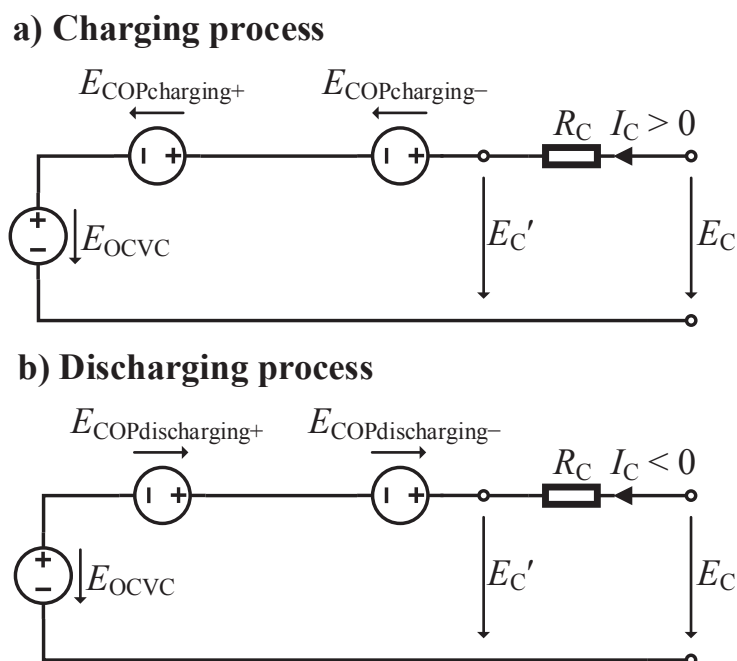 a) Charging process
E_COPcharging+ E_COPcharging−
R_C I_C > 0
+ −
− + − +
E_OCVC E_C′ E_C
b) Discharging process
E_COPdischarging+ E_COPdischarging−
R_C I_C < 0
− + − +
+ −
E_OCVC E_C′ E_C